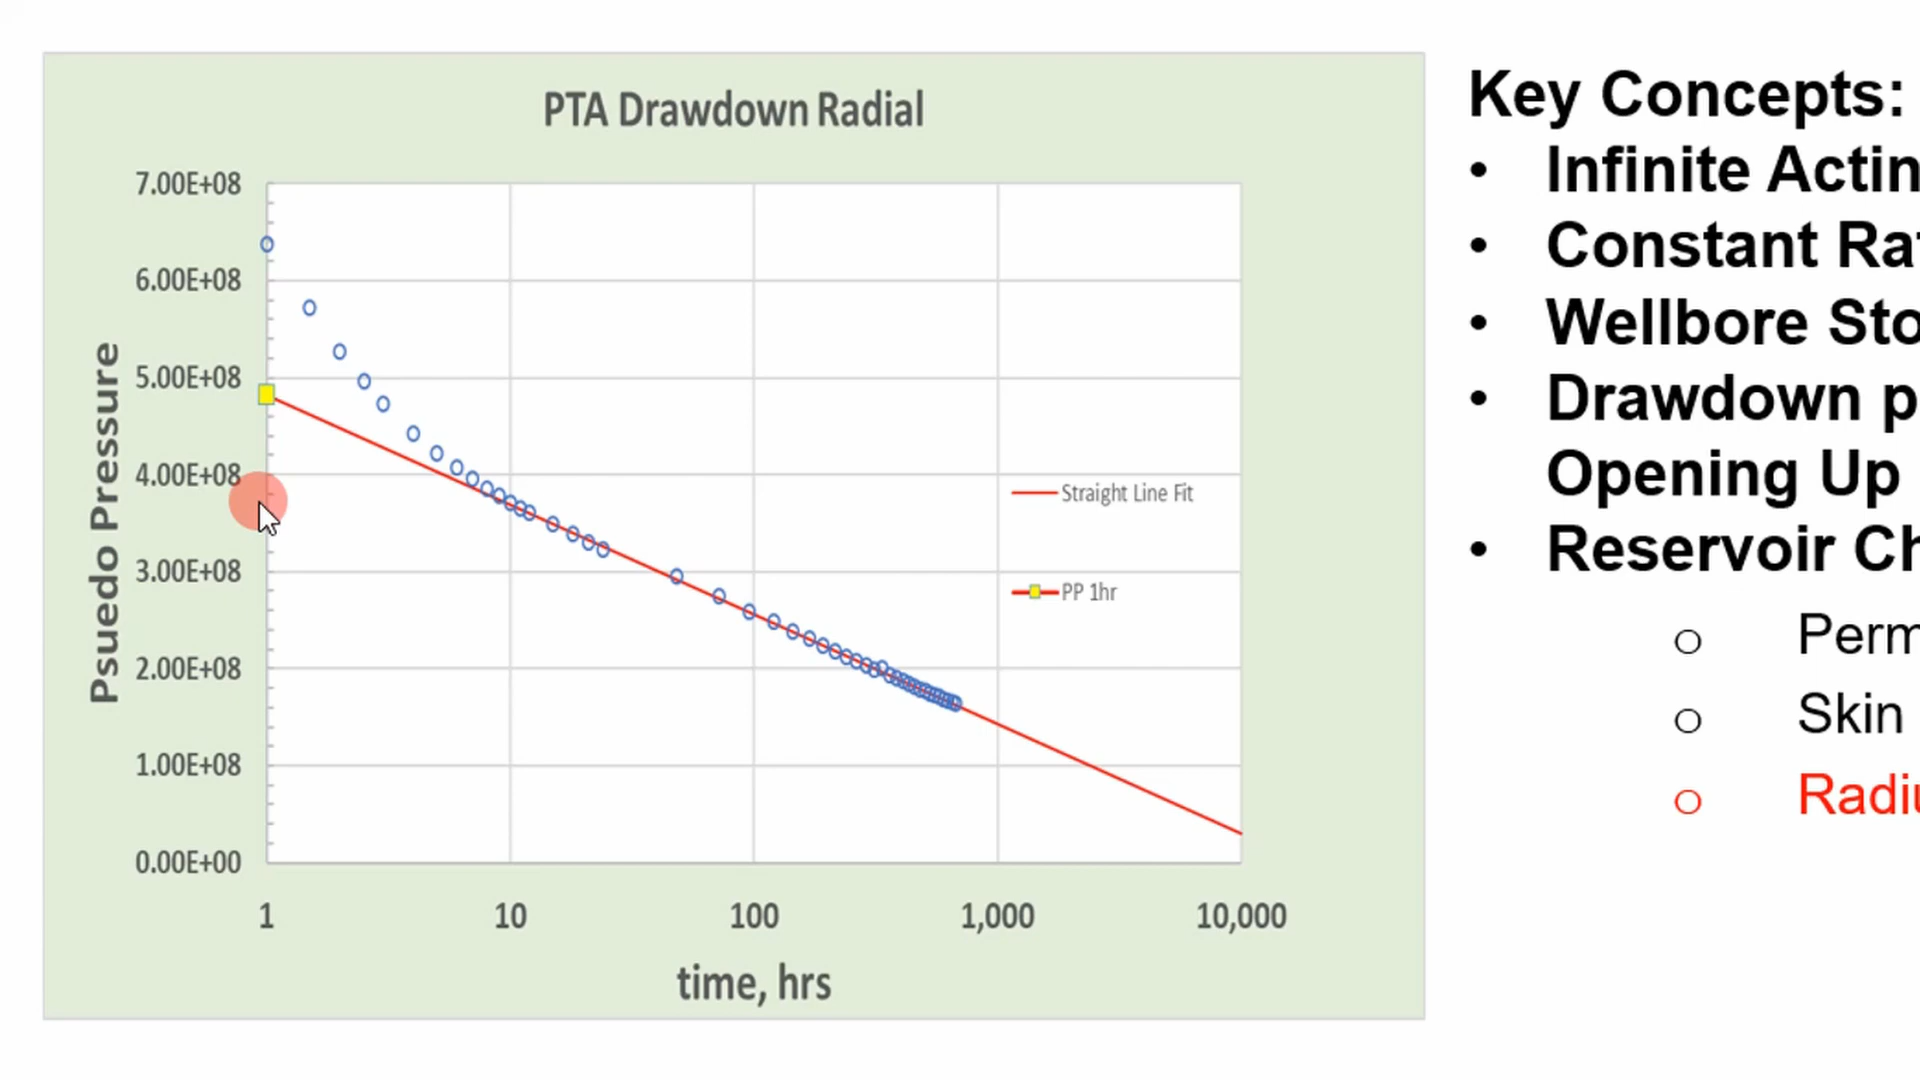 PTA Drawdown Radial
7.00E+08
6.00E+08
5.00E+08
4.00E+08
3.00E+08
2.00E+08
1.00E+08
0.00E+00
Psuedo Pressure
1 10 100 1,000 10,000
time, hrs
Straight Line Fit
PP 1hr
Key Concepts:
• Infinite Actin
• Constant Ra
• Wellbore Sto
• Drawdown p
Opening Up
• Reservoir Ch
○ Perm
○ Skin
○ Radiu